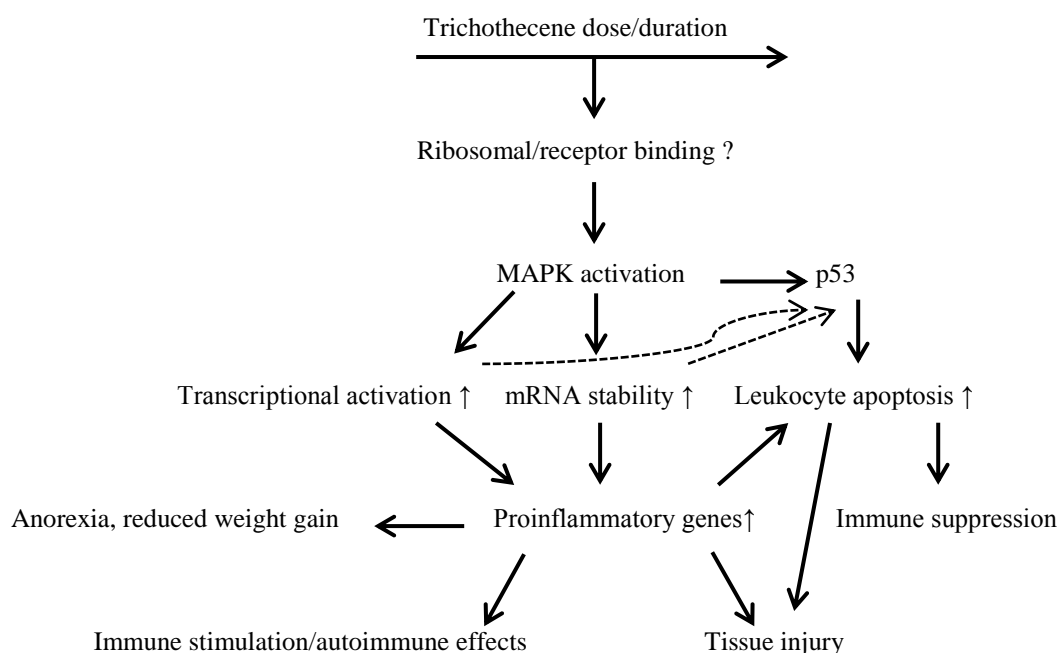 Trichothecene dose/duration
Ribosomal/receptor binding ?
MAPK activation
p53
Transcriptional activation ↑
mRNA stability ↑
Leukocyte apoptosis ↑
Anorexia, reduced weight gain
Proinflammatory genes↑
Immune suppression
Immune stimulation/autoimmune effects
Tissue injury